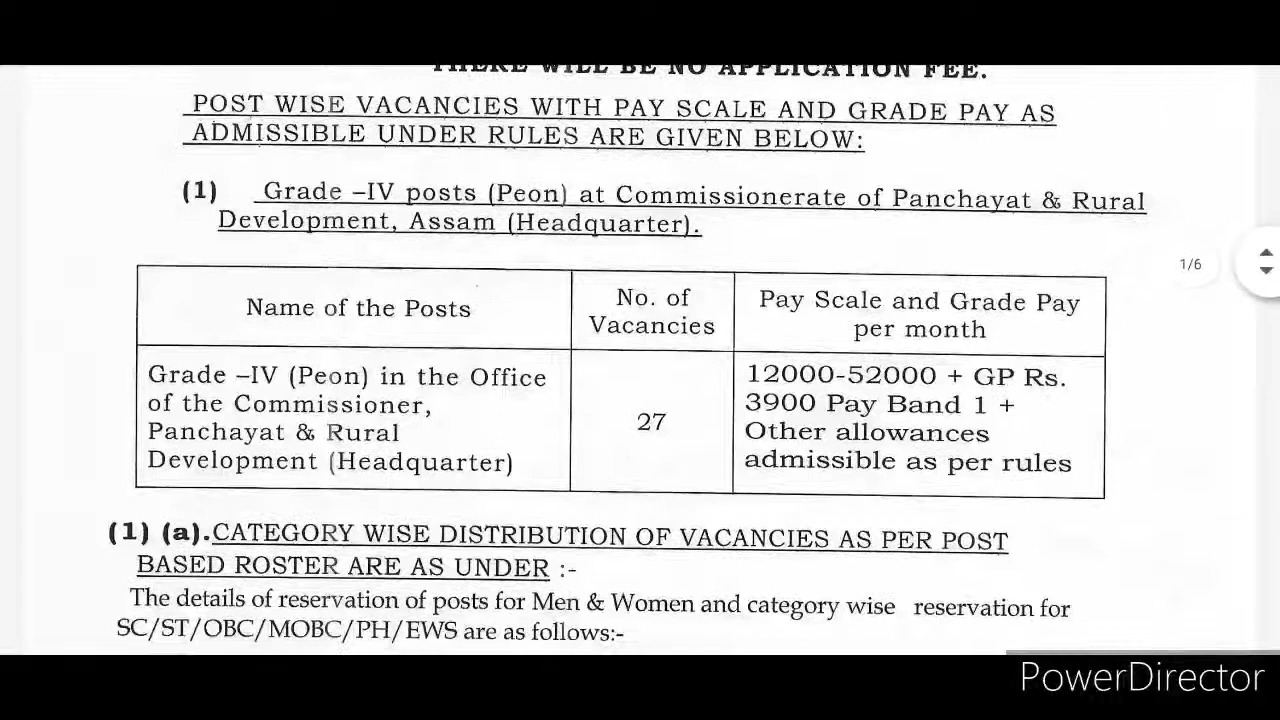 THERE WILL BE NO APPLICATION FEE.
POST WISE VACANCIES WITH PAY SCALE AND GRADE PAY AS
ADMISSIBLE UNDER RULES ARE GIVEN BELOW:
(1) Grade –IV posts (Peon) at Commissionerate of Panchayat & Rural
Development, Assam (Headquarter).
1/6
Name of the Posts
No. of
Vacancies
Pay Scale and Grade Pay
per month
Grade –IV (Peon) in the Office
of the Commissioner,
Panchayat & Rural
Development (Headquarter)
27
12000-52000 + GP Rs.
3900 Pay Band 1 +
Other allowances
admissible as per rules
(1) (a).CATEGORY WISE DISTRIBUTION OF VACANCIES AS PER POST
BASED ROSTER ARE AS UNDER :-
The details of reservation of posts for Men & Women and category wise reservation for
SC/ST/OBC/MOBC/PH/EWS are as follows:-
PowerDirector